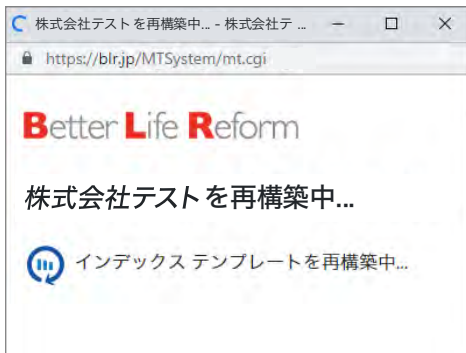 株式会社テストを再構築中... - 株式会社テ ...
https://blr.jp/MTSystem/mt.cgi
Better Life Reform
株式会社テストを再構築中...
インデックス テンプレートを再構築中...